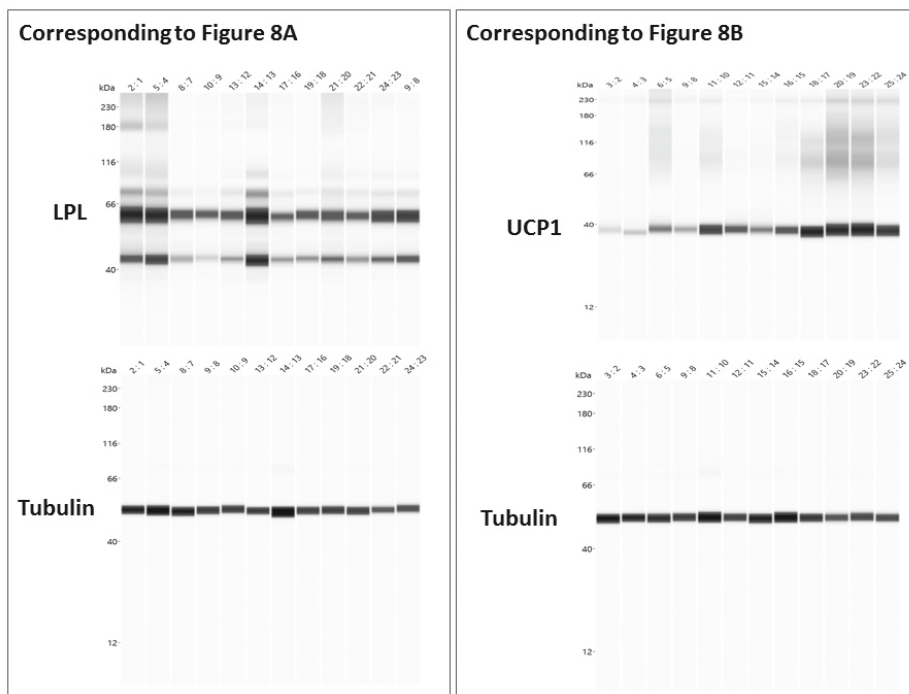 Corresponding to Figure 8A
kDa
2 : 1
5 : 4
8 : 7
10 : 9
13 : 12
14 : 13
17 : 16
19 : 18
21 : 20
22 : 21
24 : 23
9 : 8
230
180
116
66
LPL
40
12
kDa
2 : 1
5 : 4
8 : 7
9 : 8
10 : 9
13 : 12
14 : 13
17 : 16
19 : 18
21 : 20
22 : 21
24 : 23
230
180
116
66
Tubulin
40
12
Corresponding to Figure 8B
kDa
3 : 2
4 : 3
6 : 5
9 : 8
11 : 10
12 : 11
15 : 14
16 : 15
18 : 17
20 : 19
23 : 22
25 : 24
230
180
116
66
UCP1
40
12
kDa
3 : 2
4 : 3
6 : 5
9 : 8
11 : 10
12 : 11
15 : 14
16 : 15
18 : 17
20 : 19
23 : 22
25 : 24
230
180
116
66
Tubulin
40
12